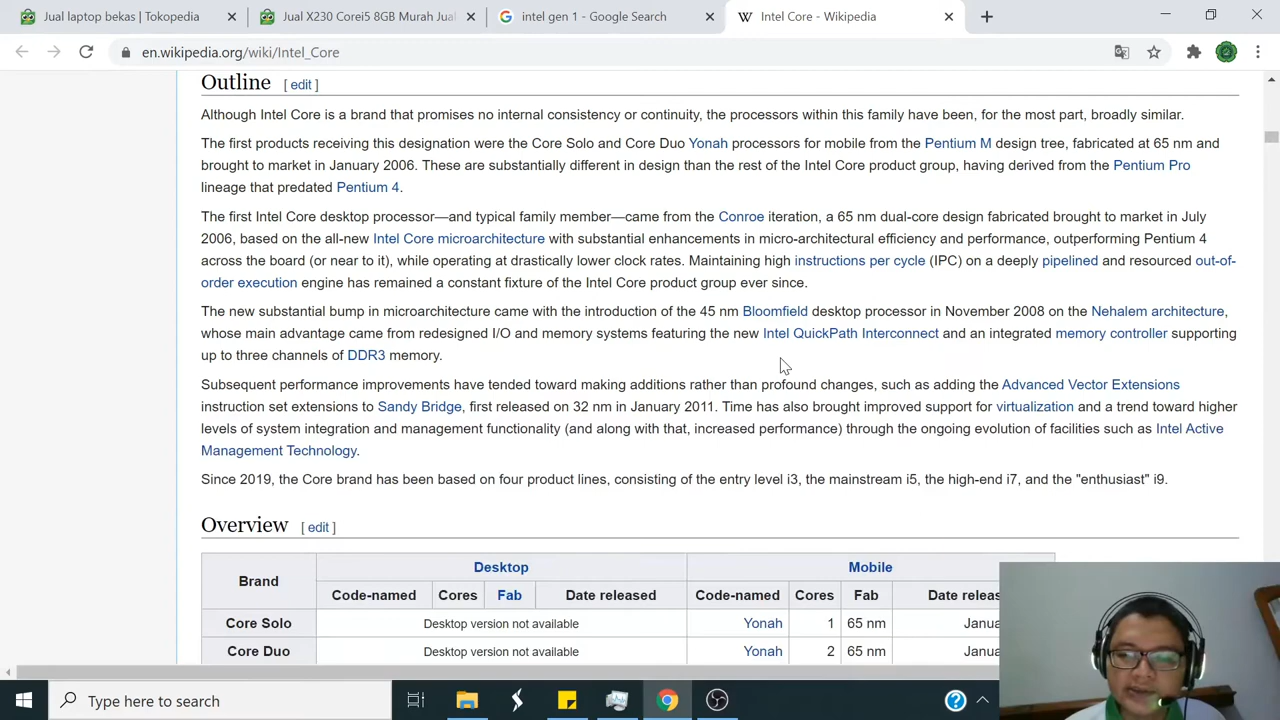 Jual laptop bekas | Tokopedia
Jual X230 Corei5 8GB Murah Jual
intel gen 1 - Google Search
Intel Core - Wikipedia
en.wikipedia.org/wiki/Intel_Core
Outline [ edit ]
Although Intel Core is a brand that promises no internal consistency or continuity, the processors within this family have been, for the most part, broadly similar.
The first products receiving this designation were the Core Solo and Core Duo Yonah processors for mobile from the Pentium M design tree, fabricated at 65 nm and
brought to market in January 2006. These are substantially different in design than the rest of the Intel Core product group, having derived from the Pentium Pro
lineage that predated Pentium 4.
The first Intel Core desktop processor—and typical family member—came from the Conroe iteration, a 65 nm dual-core design fabricated brought to market in July
2006, based on the all-new Intel Core microarchitecture with substantial enhancements in micro-architectural efficiency and performance, outperforming Pentium 4
across the board (or near to it), while operating at drastically lower clock rates. Maintaining high instructions per cycle (IPC) on a deeply pipelined and resourced out-of-
order execution engine has remained a constant fixture of the Intel Core product group ever since.
The new substantial bump in microarchitecture came with the introduction of the 45 nm Bloomfield desktop processor in November 2008 on the Nehalem architecture,
whose main advantage came from redesigned I/O and memory systems featuring the new Intel QuickPath Interconnect and an integrated memory controller supporting
up to three channels of DDR3 memory.
Subsequent performance improvements have tended toward making additions rather than profound changes, such as adding the Advanced Vector Extensions
instruction set extensions to Sandy Bridge, first released on 32 nm in January 2011. Time has also brought improved support for virtualization and a trend toward higher
levels of system integration and management functionality (and along with that, increased performance) through the ongoing evolution of facilities such as Intel Active
Management Technology.
Since 2019, the Core brand has been based on four product lines, consisting of the entry level i3, the mainstream i5, the high-end i7, and the "enthusiast" i9.
Overview [ edit ]
Brand Desktop Mobile
Code-named Cores Fab Date released Code-named Cores Fab Date releas
Core Solo Desktop version not available Yonah 1 65 nm Janua
Core Duo Desktop version not available Yonah 2 65 nm Janua
Type here to search